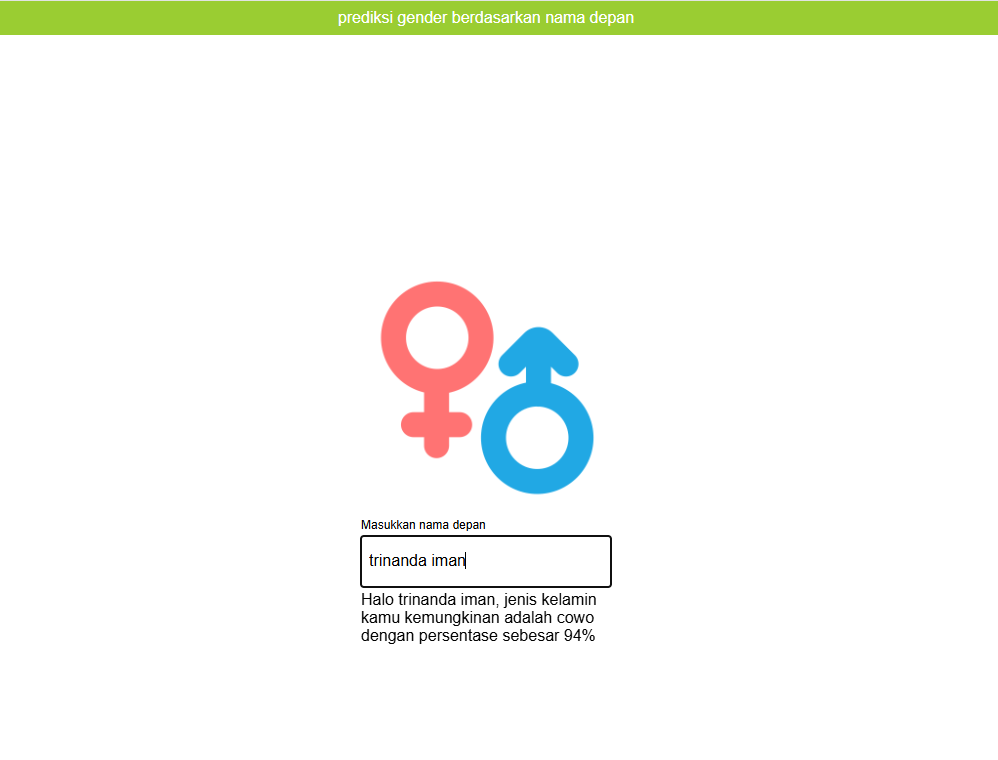 prediksi gender berdasarkan nama depan
Masukkan nama depan
trinanda iman
Halo trinanda iman, jenis kelamin
kamu kemungkinan adalah cowo
dengan persentase sebesar 94%